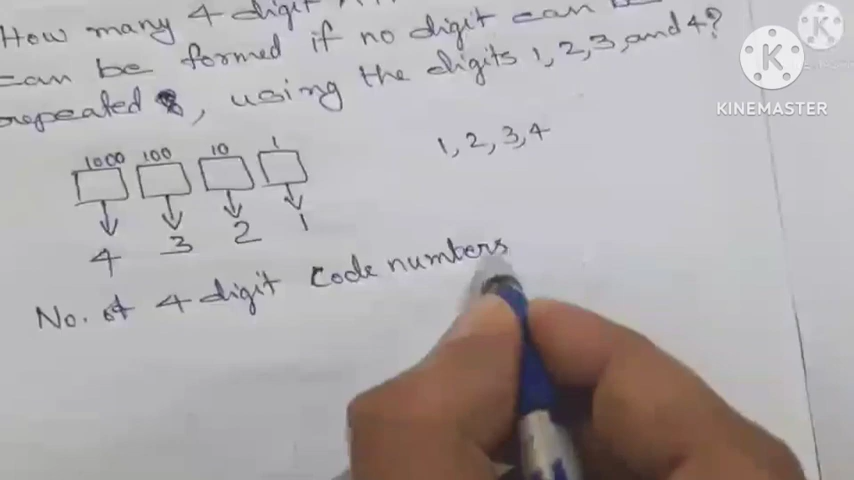 How many 4 digit
can be formed if no digit can be
repeated, using the digits 1, 2, 3, and 4?
1000 100 10 1
1, 2, 3, 4
4 3 2 1
No. of 4 digit code numbers
K
KINEMASTER